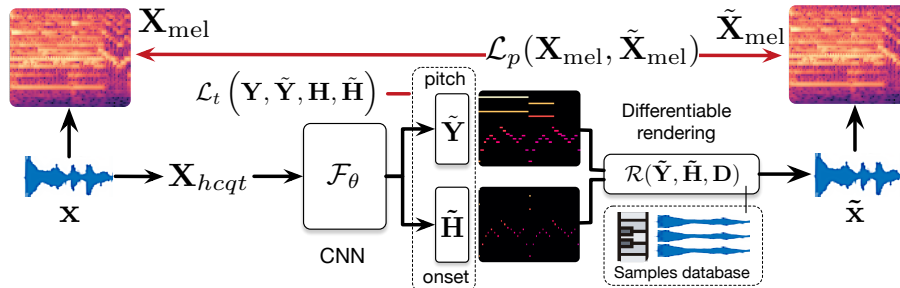 X_mel
L_p(X_mel, X̃_mel)
X̃_mel
L_t (Y, Ỹ, H, H̃)
pitch
Ỹ
Differentiable
rendering
x
X_hcqt
F_θ
R(Ỹ, H̃, D)
x̃
H̃
CNN
onset
Samples database